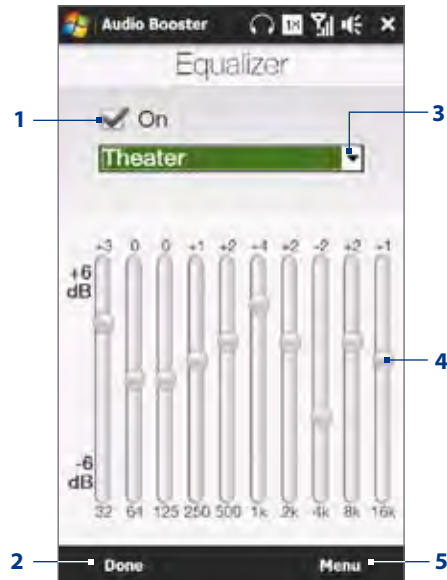 Audio Booster 1X
Equalizer
1 On 3
Theater
+3 0 0 +1 +2 +4 +2 -2 +2 +1
+6
dB
4
-6
dB
32 64 125 250 500 1k 2k 4k 8k 16k
2 Done Menu 5